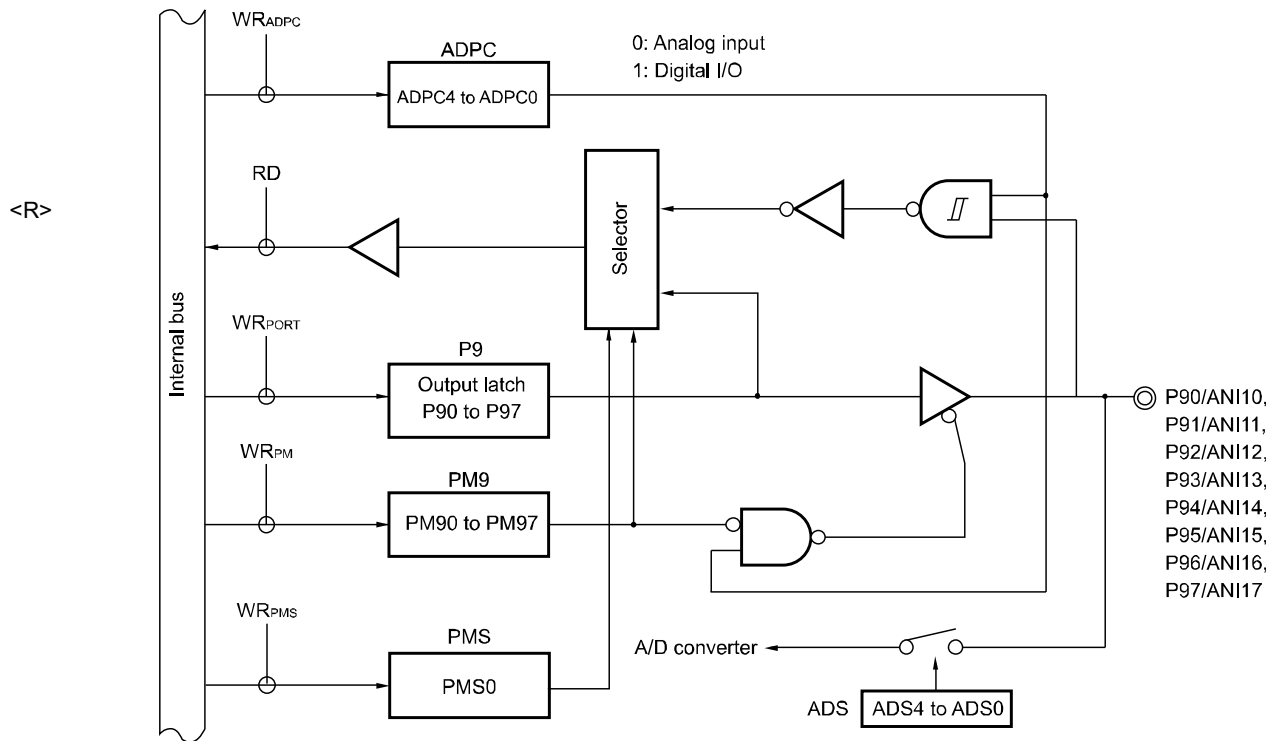 WRADPC
ADPC
0: Analog input
1: Digital I/O
ADPC4 to ADPC0
RD
<R>
Selector
Internal bus
WRPORT
P9
Output latch
P90 to P97
P90/ANI10,
P91/ANI11,
P92/ANI12,
P93/ANI13,
P94/ANI14,
P95/ANI15,
P96/ANI16,
P97/ANI17
WRPM
PM9
PM90 to PM97
WRPMS
PMS
PMS0
A/D converter
ADS
ADS4 to ADS0